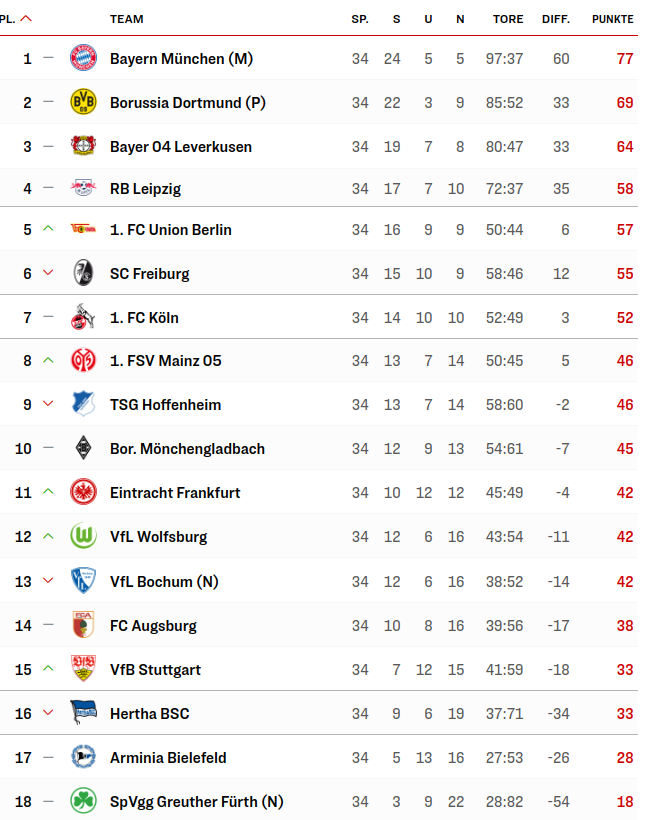 PL. TEAM SP. S U N TORE DIFF. PUNKTE
1 Bayern München (M) 34 24 5 5 97:37 60 77
2 Borussia Dortmund (P) 34 22 3 9 85:52 33 69
3 Bayer 04 Leverkusen 34 19 7 8 80:47 33 64
4 RB Leipzig 34 17 7 10 72:37 35 58
5 1. FC Union Berlin 34 16 9 9 50:44 6 57
6 SC Freiburg 34 15 10 9 58:46 12 55
7 1. FC Köln 34 14 10 10 52:49 3 52
8 1. FSV Mainz 05 34 13 7 14 50:45 5 46
9 TSG Hoffenheim 34 13 7 14 58:60 -2 46
10 Bor. Mönchengladbach 34 12 9 13 54:61 -7 45
11 Eintracht Frankfurt 34 10 12 12 45:49 -4 42
12 VfL Wolfsburg 34 12 6 16 43:54 -11 42
13 VfL Bochum (N) 34 12 6 16 38:52 -14 42
14 FC Augsburg 34 10 8 16 39:56 -17 38
15 VfB Stuttgart 34 7 12 15 41:59 -18 33
16 Hertha BSC 34 9 6 19 37:71 -34 33
17 Arminia Bielefeld 34 5 13 16 27:53 -26 28
18 SpVgg Greuther Fürth (N) 34 3 9 22 28:82 -54 18